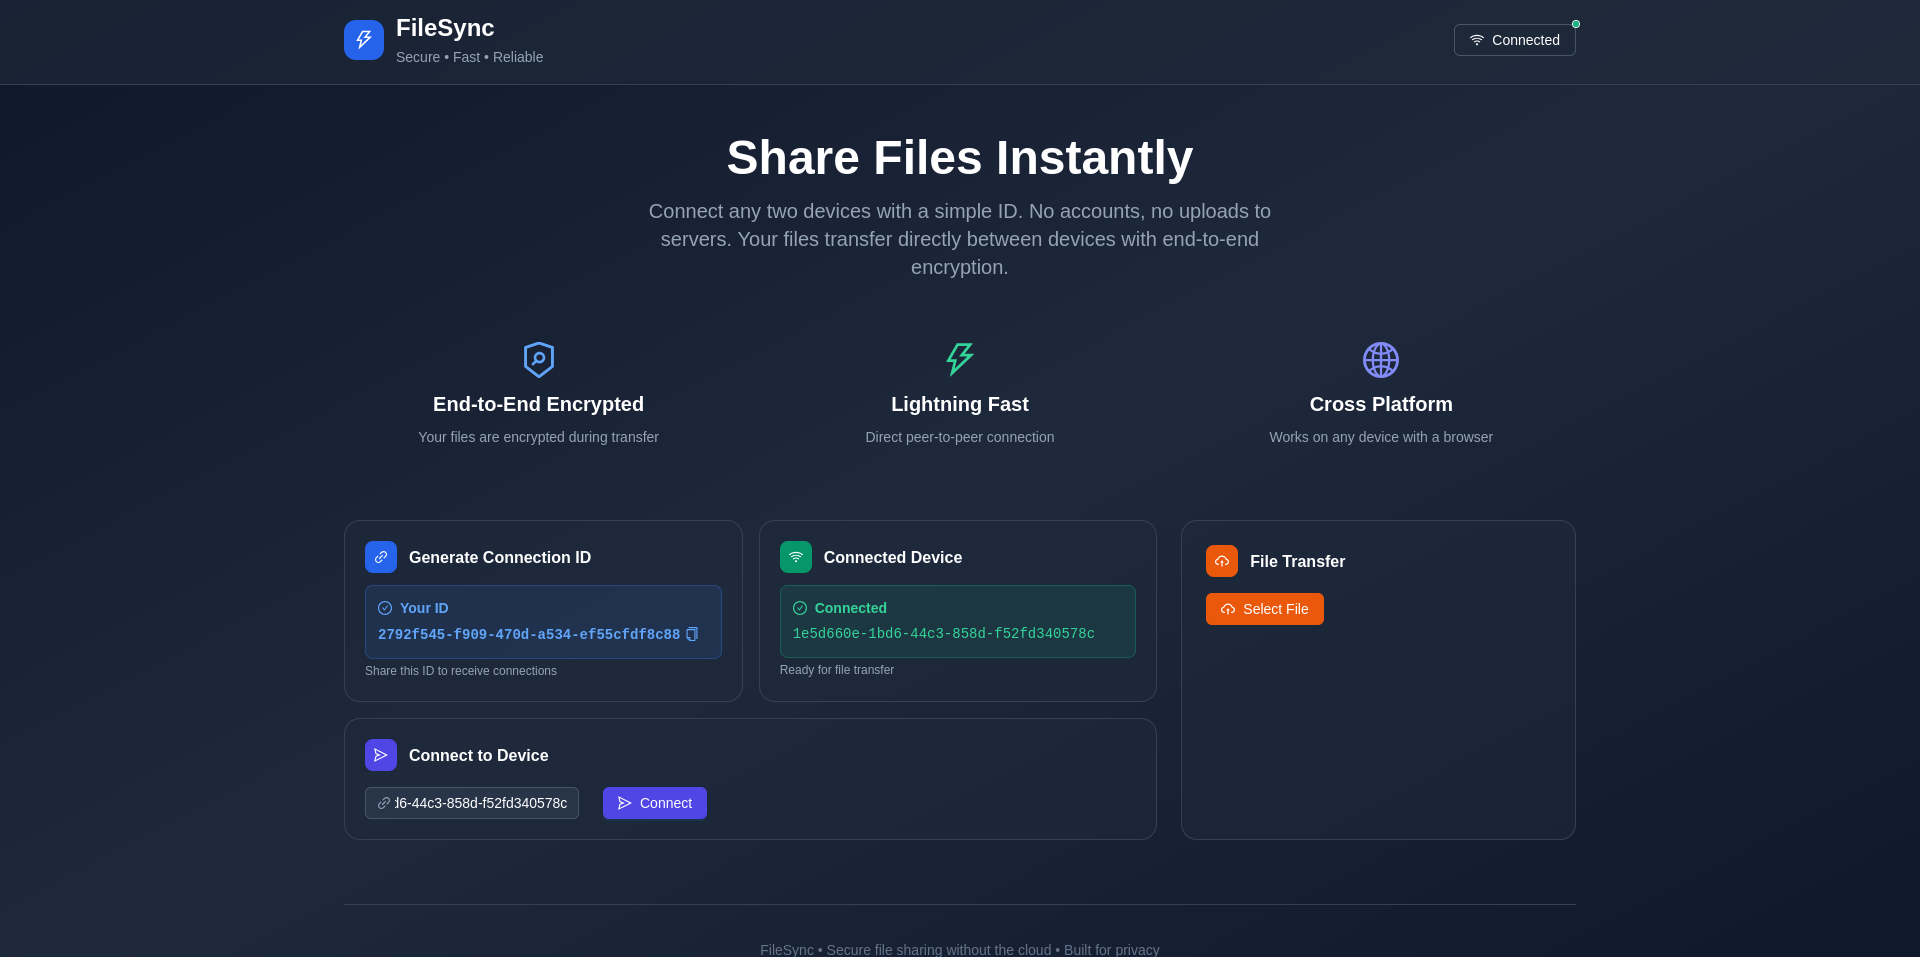 FileSync
Secure • Fast • Reliable
Connected
Share Files Instantly
Connect any two devices with a simple ID. No accounts, no uploads to
servers. Your files transfer directly between devices with end-to-end
encryption.
End-to-End Encrypted
Your files are encrypted during transfer
Lightning Fast
Direct peer-to-peer connection
Cross Platform
Works on any device with a browser
Generate Connection ID
Your ID
2792f545-f909-470d-a534-ef55cfdf8c88
Share this ID to receive connections
Connected Device
Connected
1e5d660e-1bd6-44c3-858d-f52fd340578c
Ready for file transfer
Connect to Device
d6-44c3-858d-f52fd340578c
Connect
File Transfer
Select File
FileSync • Secure file sharing without the cloud • Built for privacy